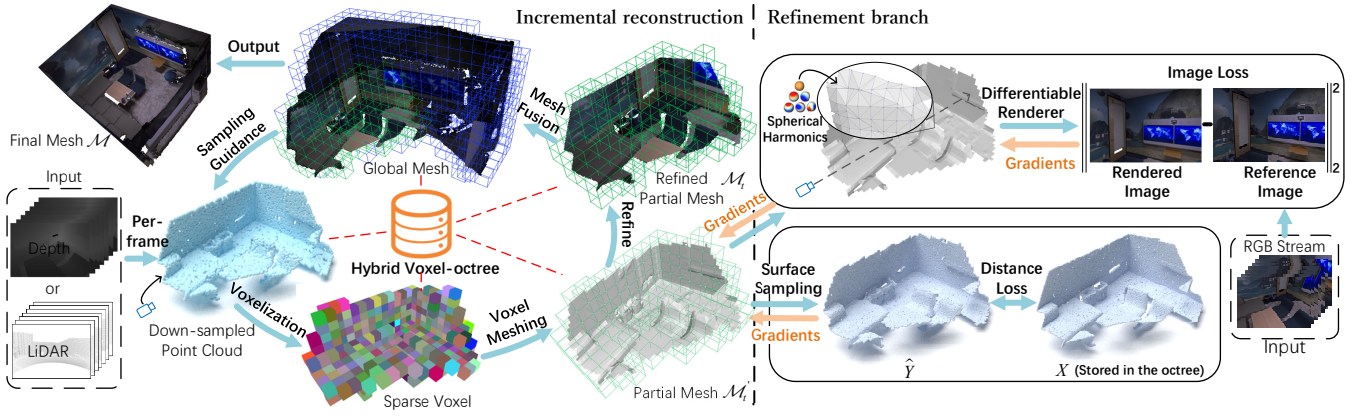 Incremental reconstruction
Refinement branch
Output
Final Mesh ℳ
Sampling
Guidance
Global Mesh
Mesh
Fusion
Refined ℳt
Partial Mesh
Input
Depth
or
LiDAR
Per-
frame
Down-sampled
Point Cloud
Hybrid Voxel-octree
Voxelization
Sparse Voxel
Voxel
Meshing
Refine
Partial Mesh ℳt
Gradients
Spherical
Harmonics
Differentiable
Renderer
Gradients
Image Loss
-
2
2
Rendered
Image
Reference
Image
Surface
Sampling
Gradients
Distance
Loss
Ŷ
X (Stored in the octree)
RGB Stream
Input